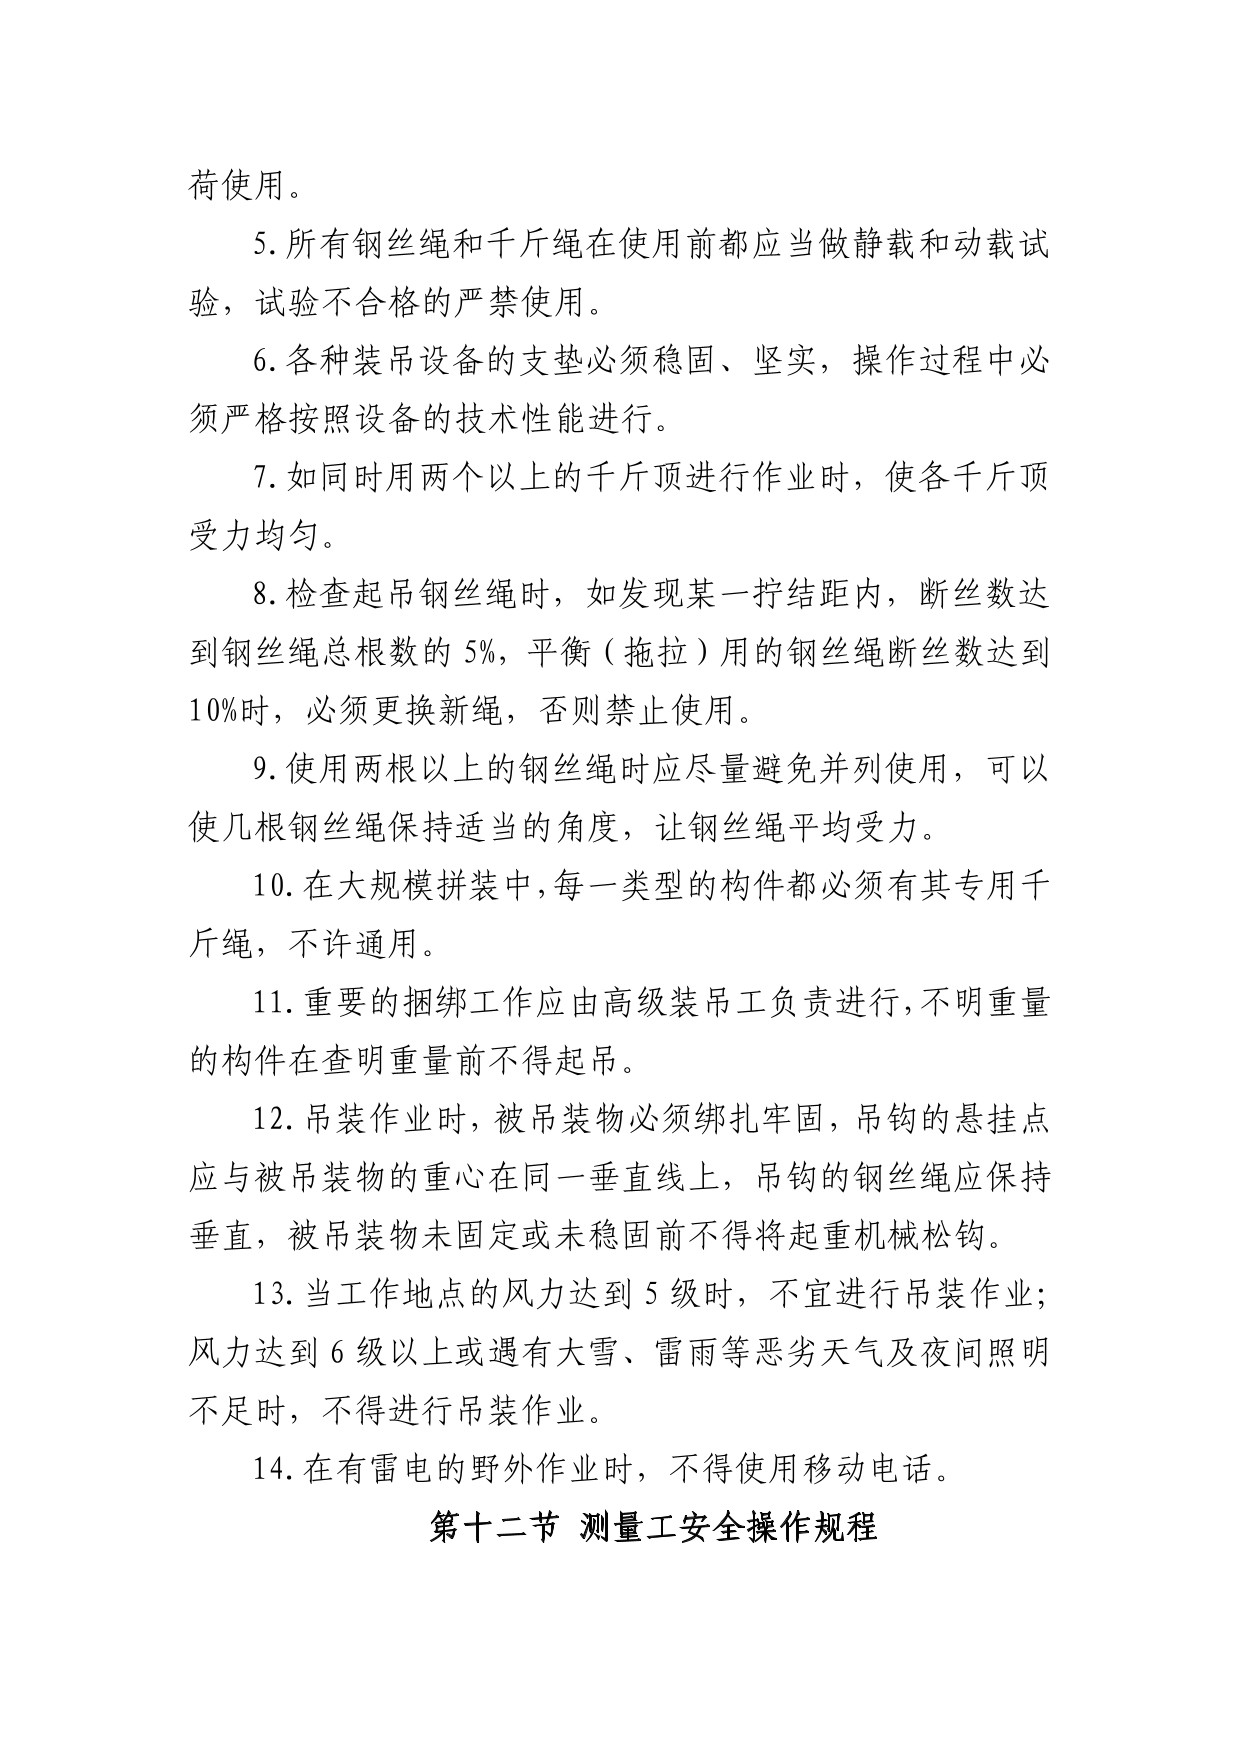 荷使用。
5.所有钢丝绳和千斤绳在使用前都应当做静载和动载试
验，试验不合格的严禁使用。
6.各种装吊设备的支垫必须稳固、坚实，操作过程中必
须严格按照设备的技术性能进行。
7.如同时用两个以上的千斤顶进行作业时，使各千斤顶
受力均匀。
8.检查起吊钢丝绳时，如发现某一拧结距内，断丝数达
到钢丝绳总根数的 5%，平衡（拖拉）用的钢丝绳断丝数达到
10%时，必须更换新绳，否则禁止使用。
9.使用两根以上的钢丝绳时应尽量避免并列使用，可以
使几根钢丝绳保持适当的角度，让钢丝绳平均受力。
10.在大规模拼装中,每一类型的构件都必须有其专用千
斤绳，不许通用。
11.重要的捆绑工作应由高级装吊工负责进行,不明重量
的构件在查明重量前不得起吊。
12.吊装作业时,被吊装物必须绑扎牢固,吊钩的悬挂点
应与被吊装物的重心在同一垂直线上，吊钩的钢丝绳应保持
垂直，被吊装物未固定或未稳固前不得将起重机械松钩。
13.当工作地点的风力达到 5 级时，不宜进行吊装作业；
风力达到 6 级以上或遇有大雪、雷雨等恶劣天气及夜间照明
不足时，不得进行吊装作业。
14.在有雷电的野外作业时，不得使用移动电话。
第十二节 测量工安全操作规程